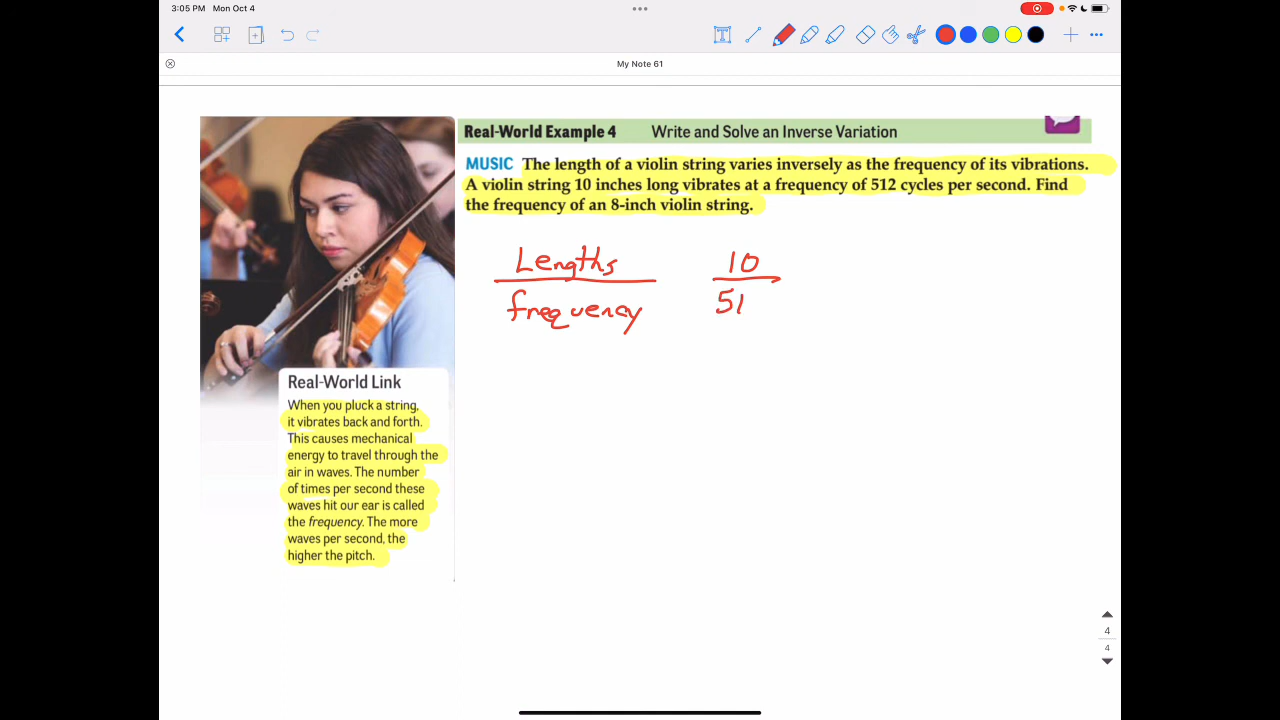 3:05 PM Mon Oct 4
My Note 61
Real-World Example 4 Write and Solve an Inverse Variation
MUSIC The length of a violin string varies inversely as the frequency of its vibrations.
A violin string 10 inches long vibrates at a frequency of 512 cycles per second. Find
the frequency of an 8-inch violin string.
Lengths
frequency
10
51
Real-World Link
When you pluck a string,
it vibrates back and forth.
This causes mechanical
energy to travel through the
air in waves. The number
of times per second these
waves hit our ear is called
the frequency. The more
waves per second, the
higher the pitch.
4
4